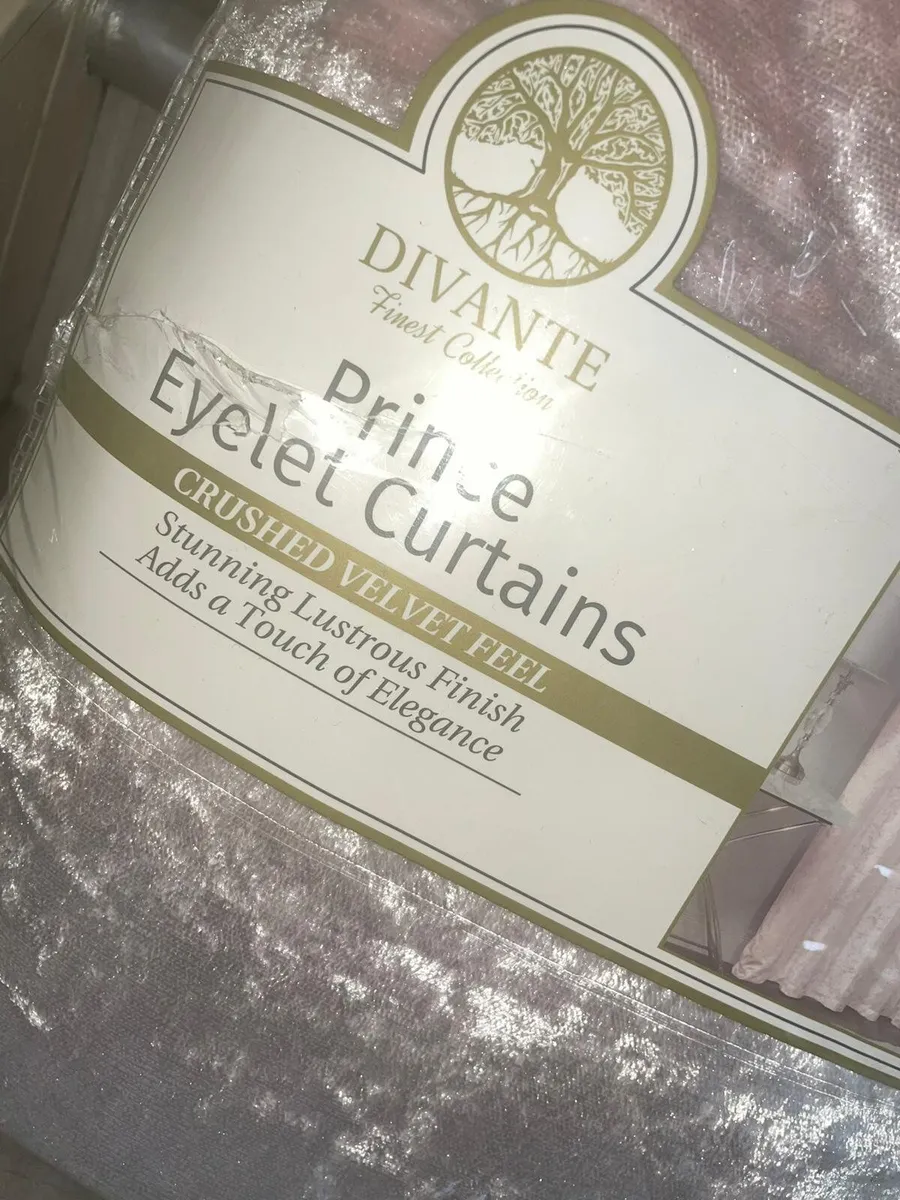 DIVANTE
Finest Collection
Prince
Eyelet Curtains
CRUSHED VELVET FEEL
Stunning Lustrous Finish
Adds a Touch of Elegance